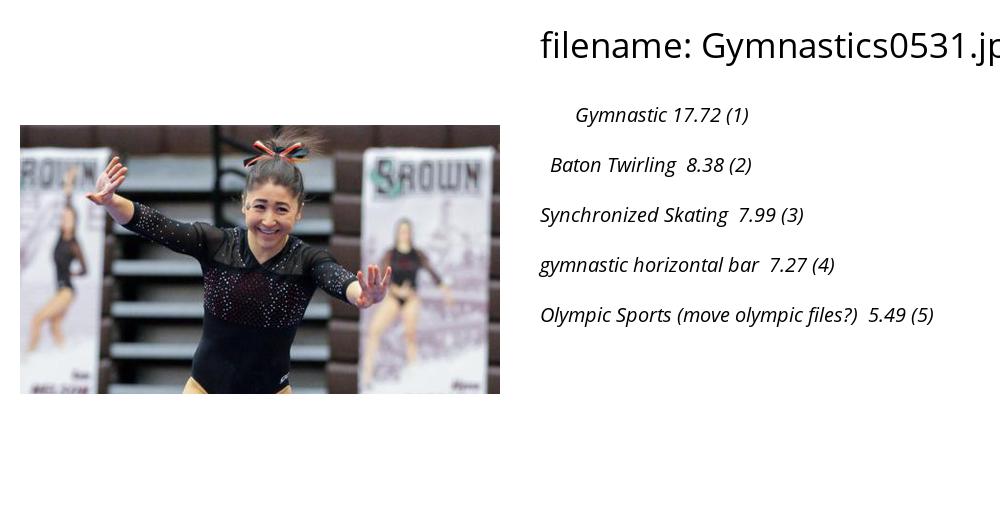 filename: Gymnastics0531.jp
Gymnastic 17.72 (1)
Baton Twirling 8.38 (2)
Synchronized Skating 7.99 (3)
gymnastic horizontal bar 7.27 (4)
Olympic Sports (move olympic files?) 5.49 (5)
BROWN
BROWN